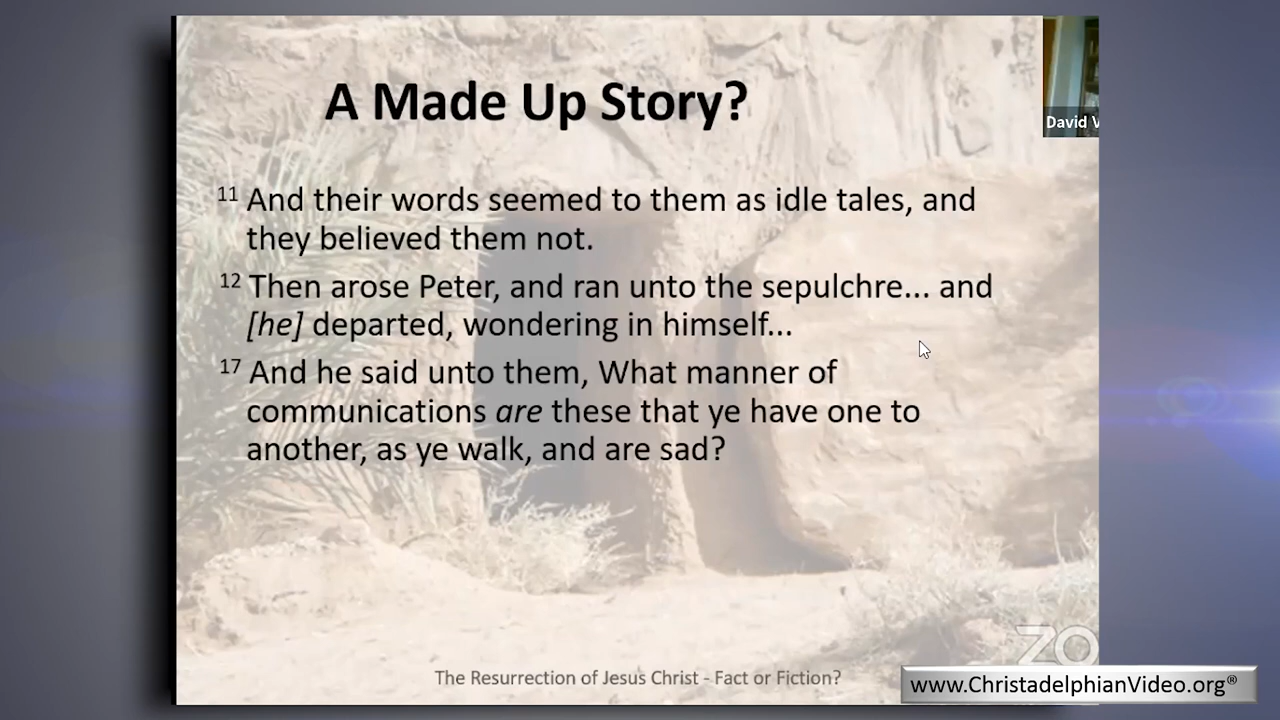 A Made Up Story?
David V
11 And their words seemed to them as idle tales, and
they believed them not.
12 Then arose Peter, and ran unto the sepulchre... and
[he] departed, wondering in himself...
17 And he said unto them, What manner of
communications are these that ye have one to
another, as ye walk, and are sad?
ZO
The Resurrection of Jesus Christ - Fact or Fiction?
www.ChristadelphianVideo.org®